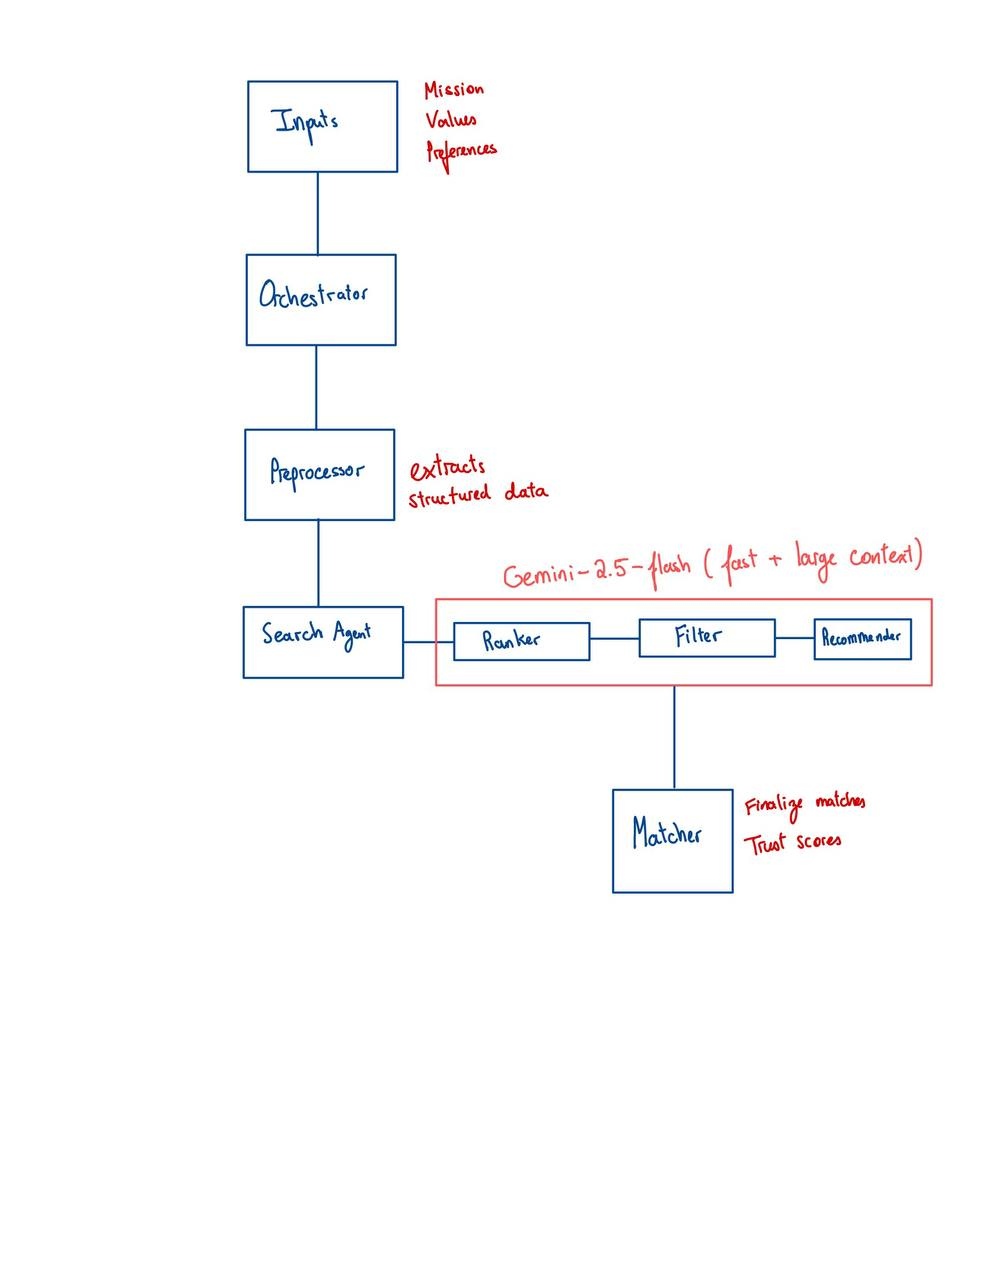 Inputs
Mission
Values
Preferences
Orchestrator
Preprocessor
extracts
structured data
Gemini-2.5-flash (fast + large context)
Search Agent
Ranker
Filter
Recommender
Matcher
Finalize matches
Trust scores